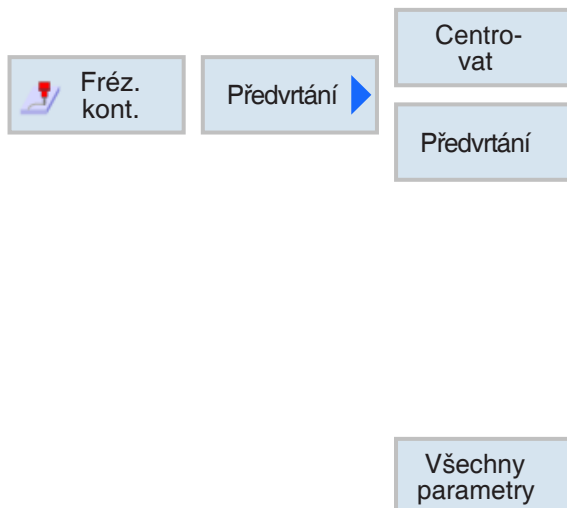 Fréz.
kont.
Předvrtání
Centro-
vat
Předvrtání
Všechny
parametry